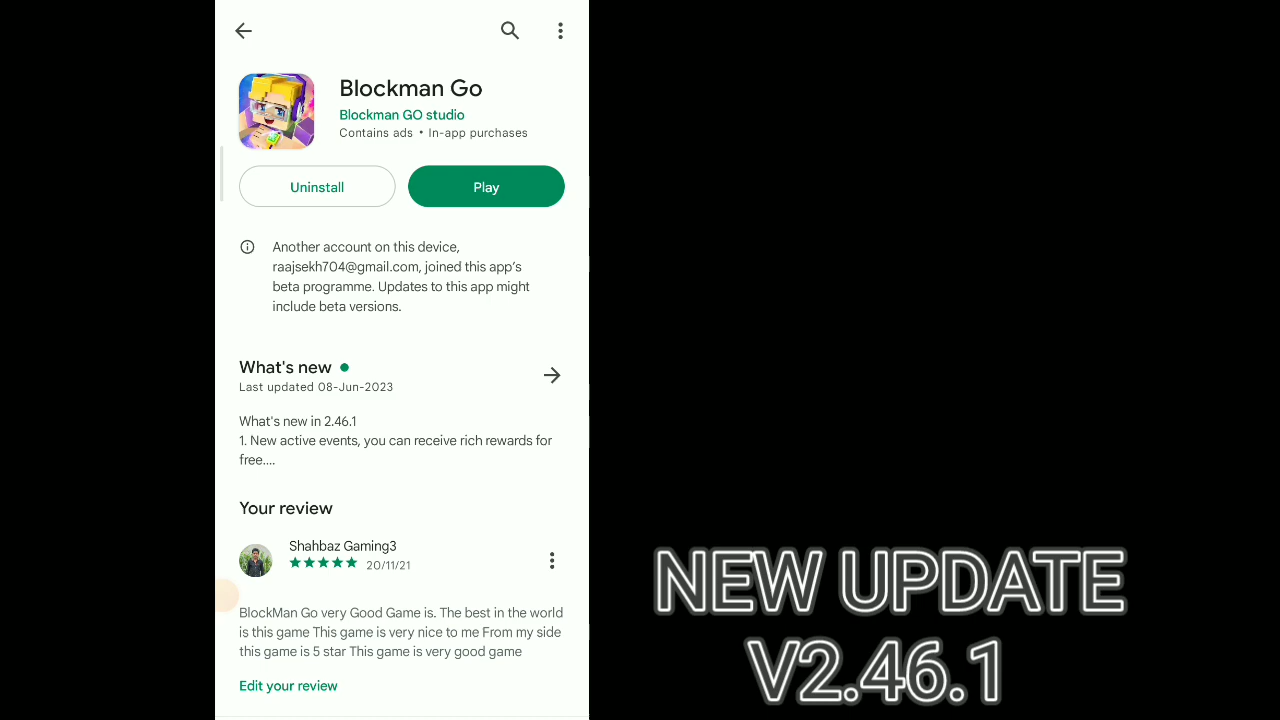 Blockman Go
Blockman GO studio
Contains ads • In-app purchases
Uninstall
Play
Another account on this device,
raajsekh704@gmail.com, joined this app's
beta programme. Updates to this app might
include beta versions.
What's new
Last updated 08-Jun-2023
What's new in 2.46.1
1. New active events, you can receive rich rewards for
free....
Your review
Shahbaz Gaming3
20/11/21
BlockMan Go very Good Game is. The best in the world
is this game This game is very nice to me From my side
this game is 5 star This game is very good game
Edit your review
NEW UPDATE
V2.46.1